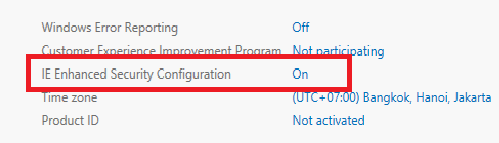 Windows Error Reporting Off
Customer Experience Improvement Program Not participating
IE Enhanced Security Configuration On
Time zone (UTC+07:00) Bangkok, Hanoi, Jakarta
Product ID Not activated